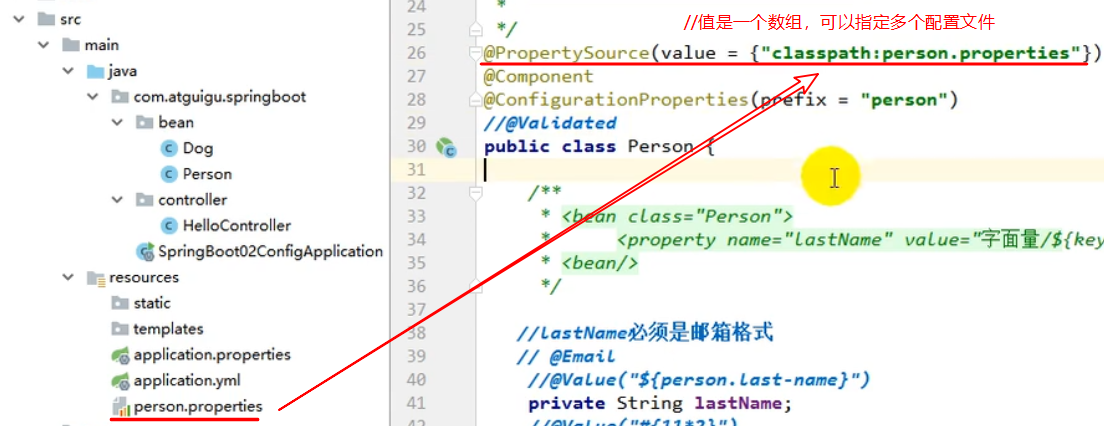 src
main
java
com.atguigu.springboot
bean
Dog
Person
controller
HelloController
SpringBoot02ConfigApplication
resources
static
templates
application.properties
application.yml
person.properties
//值是一个数组，可以指定多个配置文件
24 *
25 */
26 @PropertySource(value = {"classpath:person.properties"})
27 @Component
28 @ConfigurationProperties(prefix = "person")
29 //@Validated
30 public class Person {
31
32 /**
33 * <bean class="Person">
34 * <property name="lastName" value="字面量/${key
35 * <bean/>
36 */
37
38 //lastName必须是邮箱格式
39 // @Email
40 //@Value("${person.last-name}")
41 private String lastName;
42 //@Value("#{11*2}")